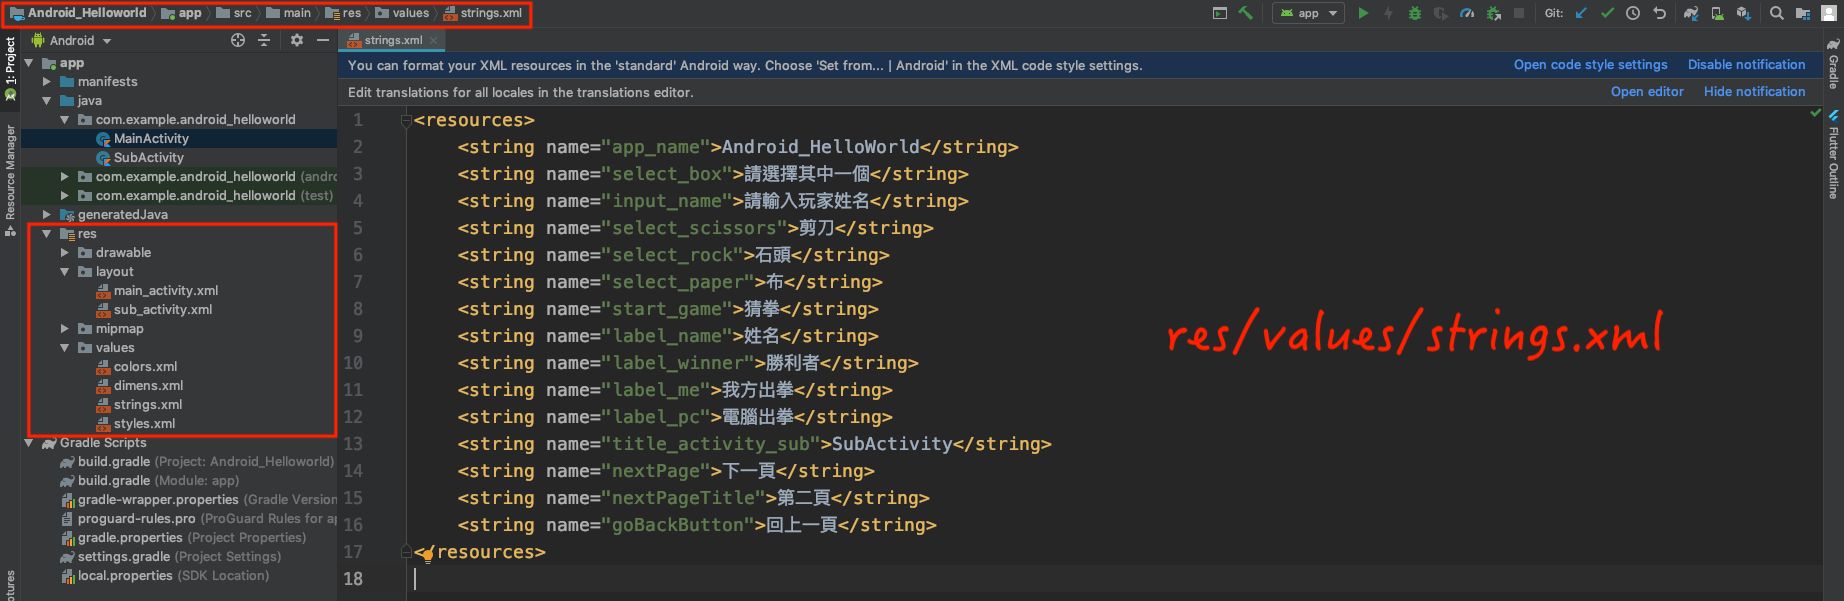 Android_Helloworld app src main res values strings.xml
app Git:
1: Project
Resource Manager
Android
app
manifests
java
com.example.android_helloworld
MainActivity
SubActivity
com.example.android_helloworld (andro
com.example.android_helloworld (test)
generatedJava
res
drawable
layout
main_activity.xml
sub_activity.xml
mipmap
values
colors.xml
dimens.xml
strings.xml
styles.xml
Gradle Scripts
build.gradle (Project: Android_Helloworld)
build.gradle (Module: app)
gradle-wrapper.properties (Gradle Version
proguard-rules.pro (ProGuard Rules for ap
gradle.properties (Project Properties)
settings.gradle (Project Settings)
local.properties (SDK Location)
strings.xml
You can format your XML resources in the 'standard' Android way. Choose 'Set from... | Android' in the XML code style settings. Open code style settings Disable notification
Edit translations for all locales in the translations editor. Open editor Hide notification
1 <resources>
2 <string name="app_name">Android_HelloWorld</string>
3 <string name="select_box">請選擇其中一個</string>
4 <string name="input_name">請輸入玩家姓名</string>
5 <string name="select_scissors">剪刀</string>
6 <string name="select_rock">石頭</string>
7 <string name="select_paper">布</string>
8 <string name="start_game">猜拳</string>
9 <string name="label_name">姓名</string>
10 <string name="label_winner">勝利者</string>
11 <string name="label_me">我方出拳</string>
12 <string name="label_pc">電腦出拳</string>
13 <string name="title_activity_sub">SubActivity</string>
14 <string name="nextPage">下一頁</string>
15 <string name="nextPageTitle">第二頁</string>
16 <string name="goBackButton">回上一頁</string>
17 </resources>
18
res/values/strings.xml
Gradle
Flutter Outline